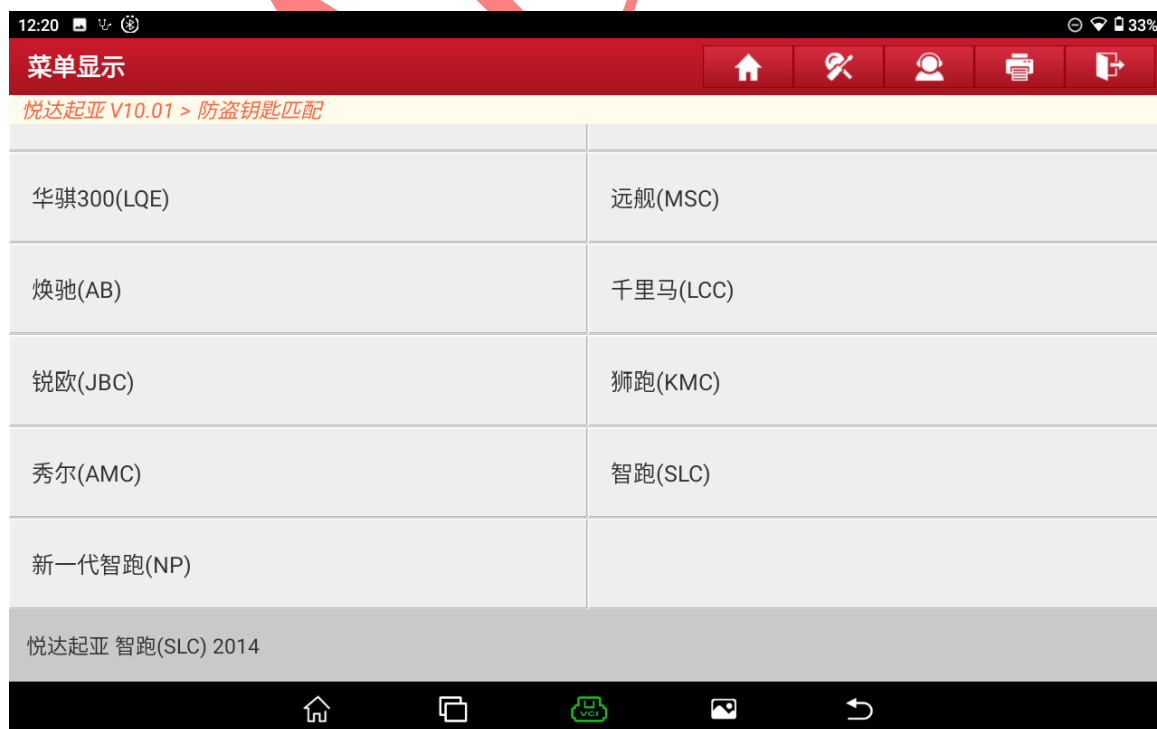 12:20
33%
菜单显示
悦达起亚 V10.01 > 防盗钥匙匹配
华骐300(LQE)
远舰(MSC)
焕驰(AB)
千里马(LCC)
锐欧(JBC)
狮跑(KMC)
秀尔(AMC)
智跑(SLC)
新一代智跑(NP)
悦达起亚 智跑(SLC) 2014
VCI